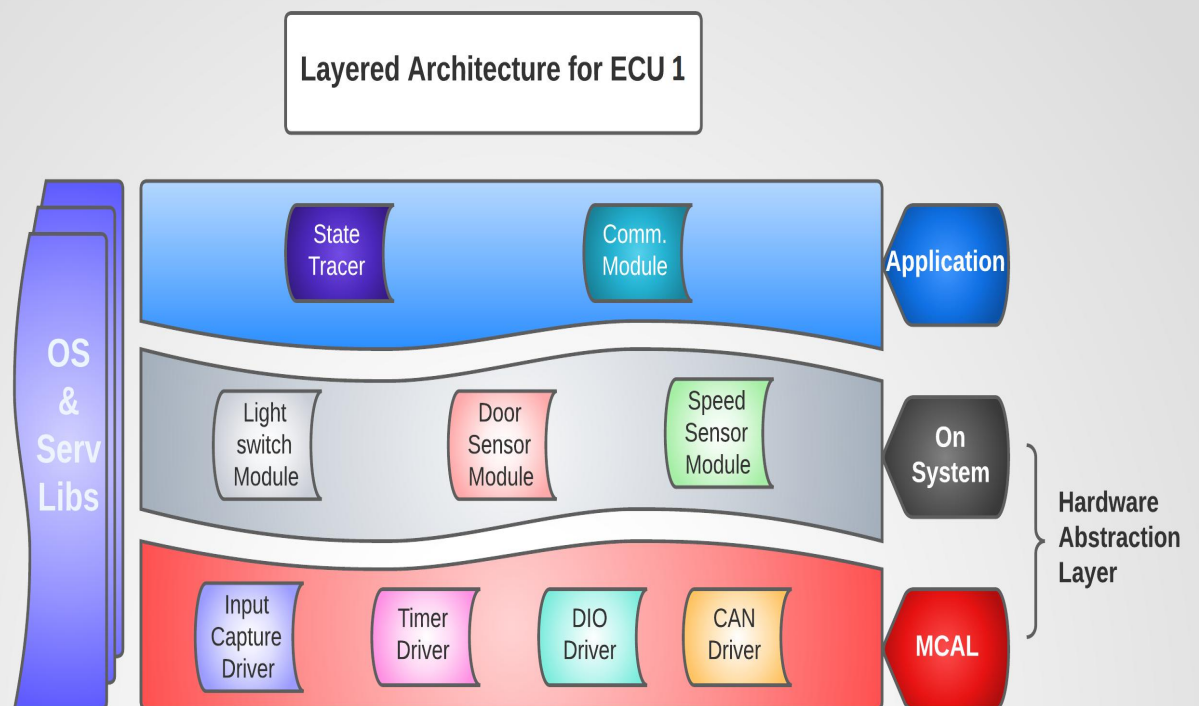 Layered Architecture for ECU 1
State
Tracer
Comm.
Module
Application
OS
&
Serv
Libs
Light
switch
Module
Door
Sensor
Module
Speed
Sensor
Module
On
System
Hardware
Abstraction
Layer
Input
Capture
Driver
Timer
Driver
DIO
Driver
CAN
Driver
MCAL